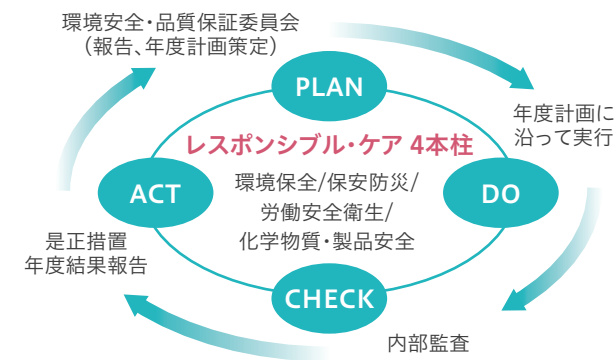 環境安全・品質保証委員会
（報告、年度計画策定）
PLAN
年度計画に
沿って実行
レスポンシブル・ケア 4本柱
ACT
環境保全/保安防災/
労働安全衛生/
化学物質・製品安全
DO
是正措置
年度結果報告
CHECK
内部監査